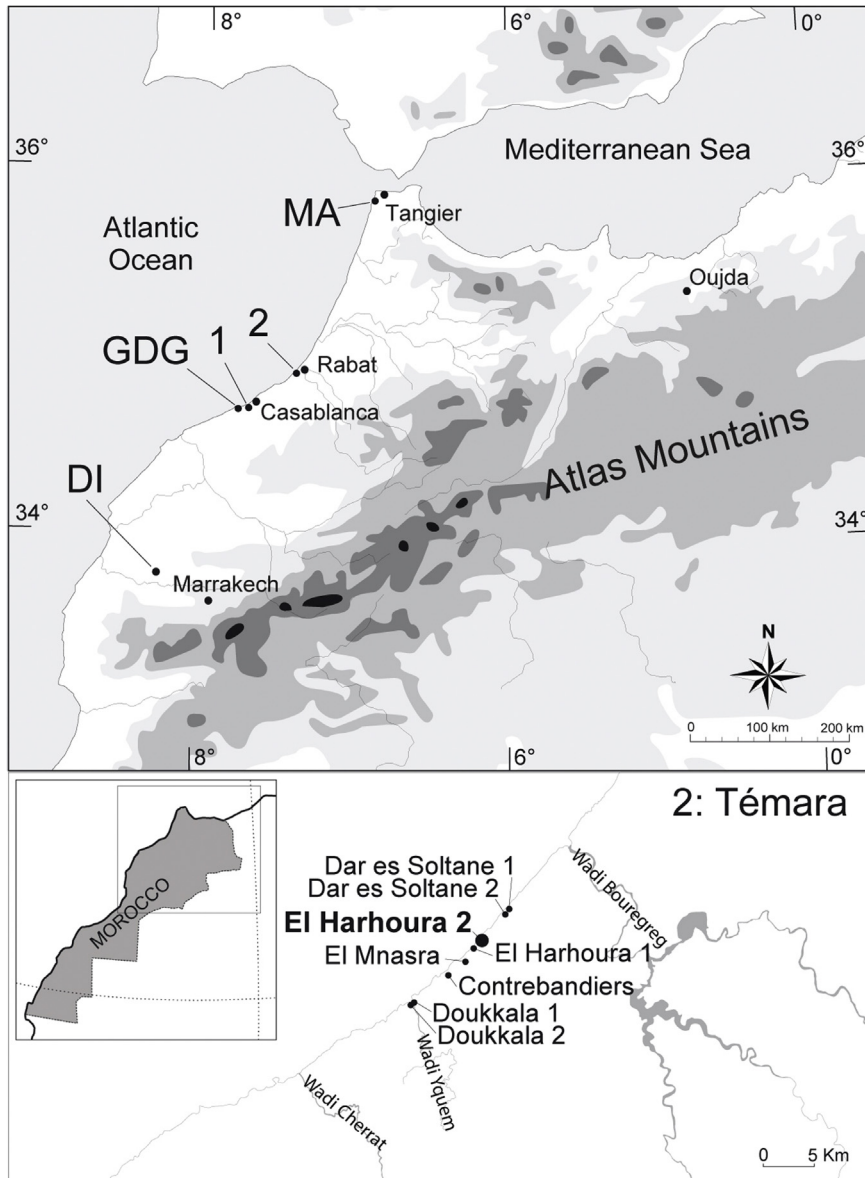 8°
6°
0°
36°
Mediterranean Sea
36°
MA
Tangier
Atlantic
Ocean
Oujda
2
1
GDG
Rabat
Casablanca
Atlas Mountains
DI
34°
34°
Marrakech
N
0
100 km
200 km
8°
6°
0°
2: Témara
MOROCCO
Dar es Soltane 1
Dar es Soltane 2
Wadi Bouregreg
El Harhoura 2
El Harhoura 1
El Mnasra
Contrebandiers
Doukkala 1
Doukkala 2
Wadi Yquem
Wadi Cherrat
0
5 Km